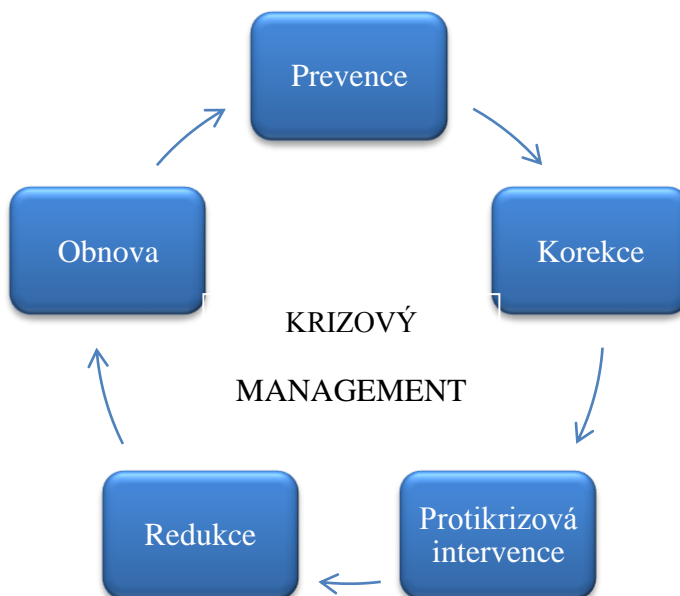 Prevence
Korekce
Protikrizová
intervence
Redukce
Obnova
KRIZOVÝ
MANAGEMENT